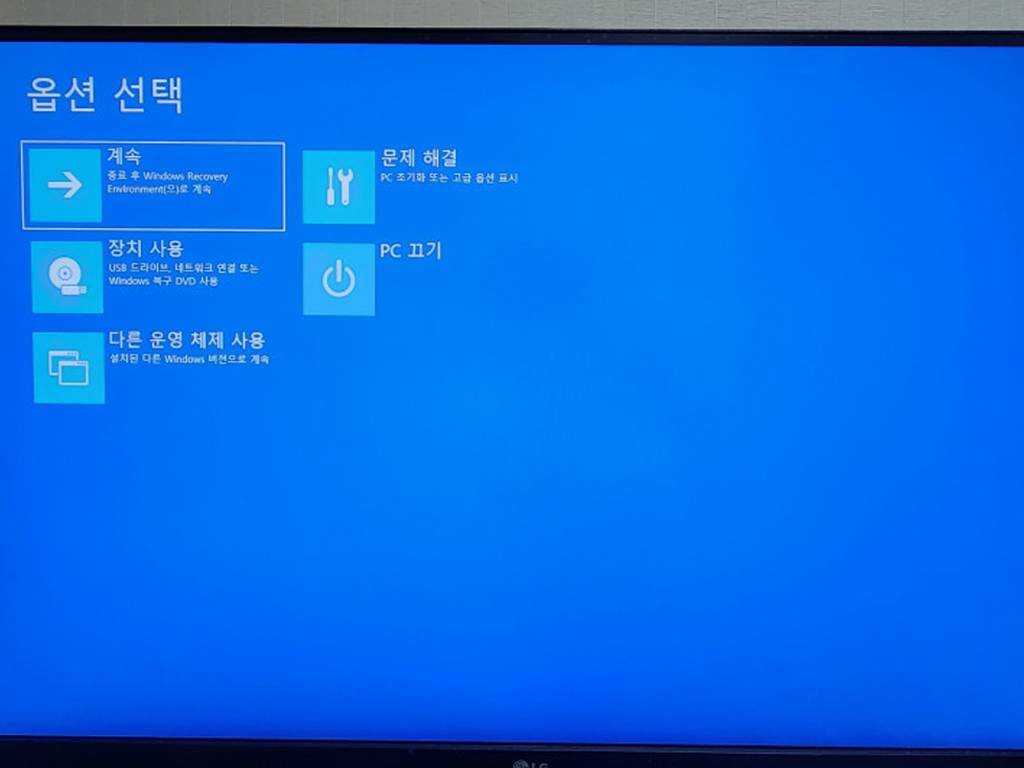 옵션 선택
계속
종료 후 Windows Recovery
Environment(으)로 계속
문제 해결
PC 초기화 또는 고급 옵션 표시
장치 사용
USB 드라이브, 네트워크 연결 또는
Windows 복구 DVD 사용
PC 끄기
다른 운영 체제 사용
설치된 다른 Windows 버전으로 계속
LG